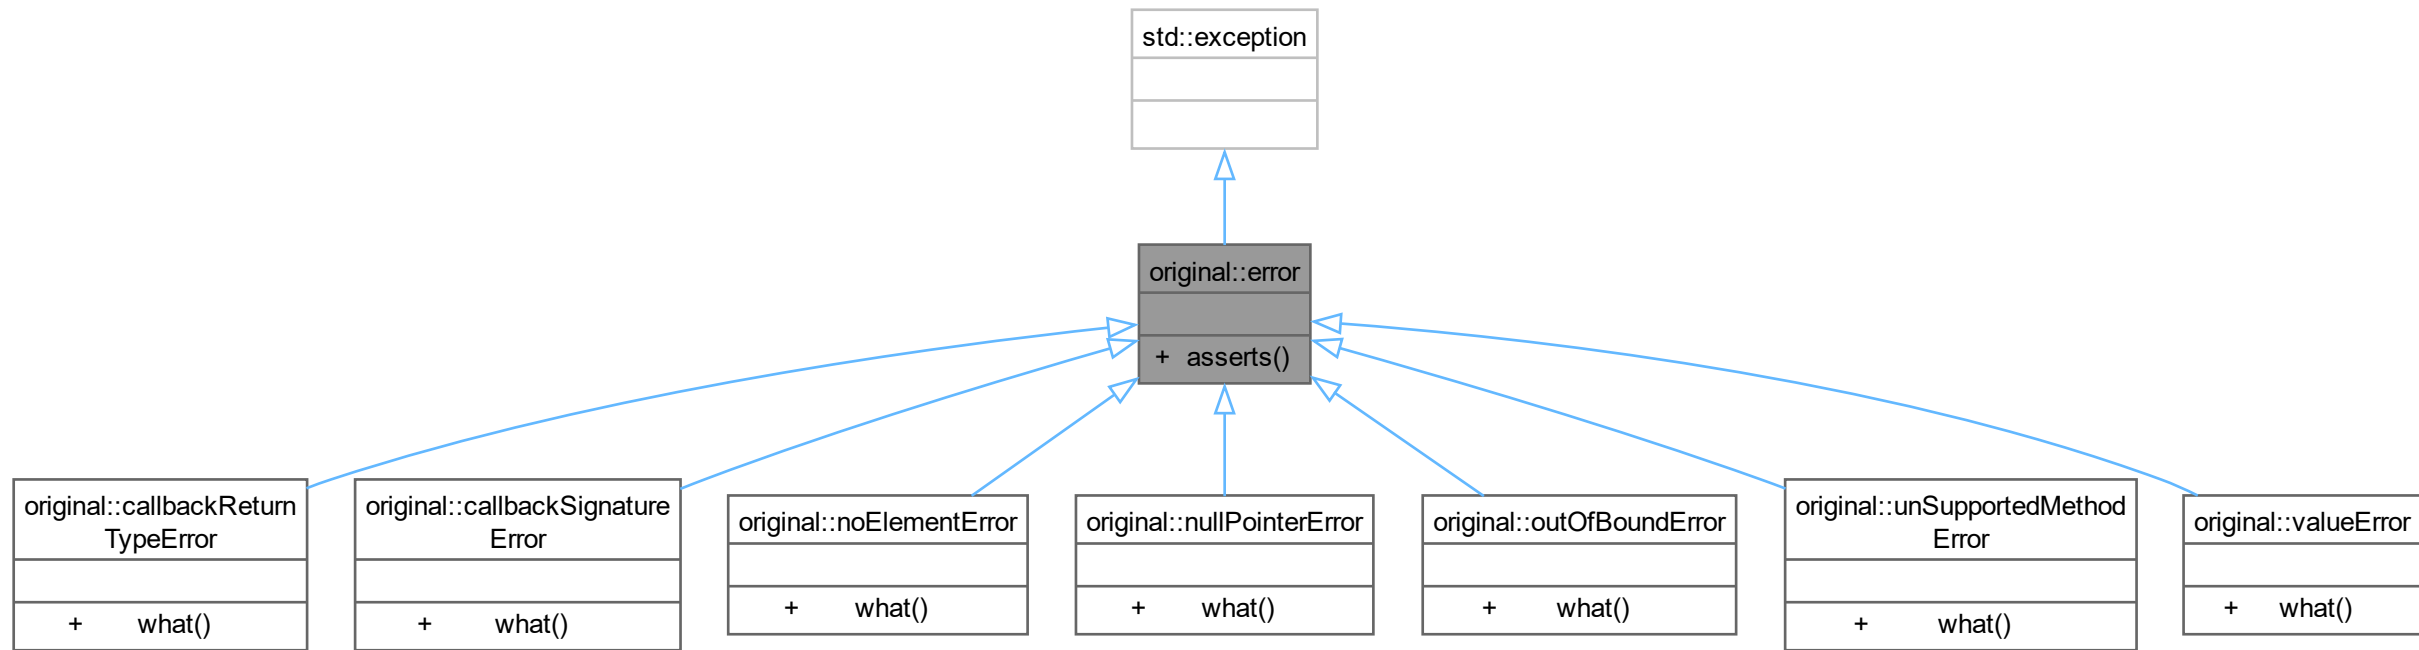 std::exception
original::error
+ asserts()
original::callbackReturn
TypeError
+ what()
original::callbackSignature
Error
+ what()
original::noElementError
+ what()
original::nullPointerError
+ what()
original::outOfBoundError
+ what()
original::unSupportedMethod
Error
+ what()
original::valueError
+ what()